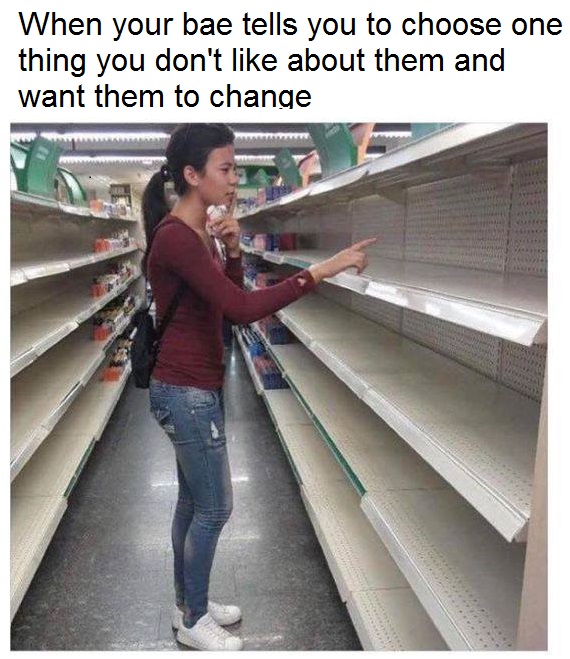 When your bae tells you to choose one
thing you don't like about them and
want them to change